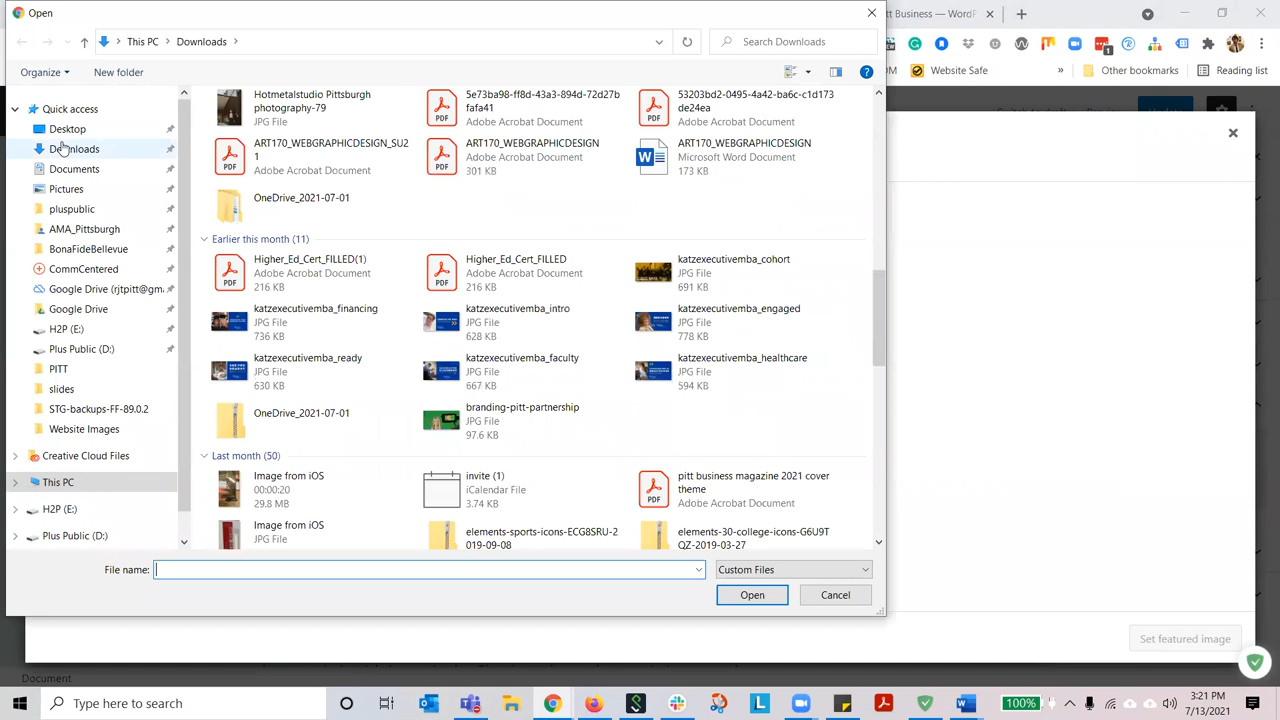 Open
pitt Business — WordP
This PC
Downloads
Search Downloads
1
Organize
New folder
Website Safe
»
Other bookmarks
Reading list
Quick access
Desktop
Downloads
Documents
Pictures
pluspublic
AMA_Pittsburgh
BonaFideBellevue
CommCentered
Google Drive (rjtpitt@gm
Google Drive
H2P (E:)
Plus Public (D:)
PITT
slides
STG-backups-FF-89.0.2
Website Images
Creative Cloud Files
This PC
H2P (E:)
Plus Public (D:)
Hotmetalstudio Pittsburgh
photography-79
JPG File
5e73ba98-ff8d-43a3-894d-72d27b
fafa41
Adobe Acrobat Document
53203bd2-0495-4a42-ba6c-c1d173
de24ea
Adobe Acrobat Document
ART170_WEBGRAPHICDESIGN_SU2
1
Adobe Acrobat Document
ART170_WEBGRAPHICDESIGN
Adobe Acrobat Document
301 KB
ART170_WEBGRAPHICDESIGN
Microsoft Word Document
173 KB
OneDrive_2021-07-01
Earlier this month (11)
Higher_Ed_Cert_FILLED(1)
Adobe Acrobat Document
216 KB
Higher_Ed_Cert_FILLED
Adobe Acrobat Document
216 KB
katzexecutivemba_cohort
JPG File
691 KB
katzexecutivemba_financing
JPG File
736 KB
katzexecutivemba_intro
JPG File
628 KB
katzexecutivemba_engaged
JPG File
778 KB
katzexecutivemba_ready
JPG File
630 KB
katzexecutivemba_faculty
JPG File
667 KB
katzexecutivemba_healthcare
JPG File
594 KB
OneDrive_2021-07-01
branding-pitt-partnership
JPG File
97.6 KB
Last month (50)
Image from iOS
00:00:20
29.8 MB
invite (1)
iCalendar File
3.74 KB
pitt business magazine 2021 cover
theme
Adobe Acrobat Document
Image from iOS
JPG File
elements-sports-icons-ECG8SRU-2
019-09-08
elements-30-college-icons-G6U9T
QZ-2019-03-27
File name:
Custom Files
Open
Cancel
Set featured image
Document
Type here to search
100%
3:21 PM
7/13/2021